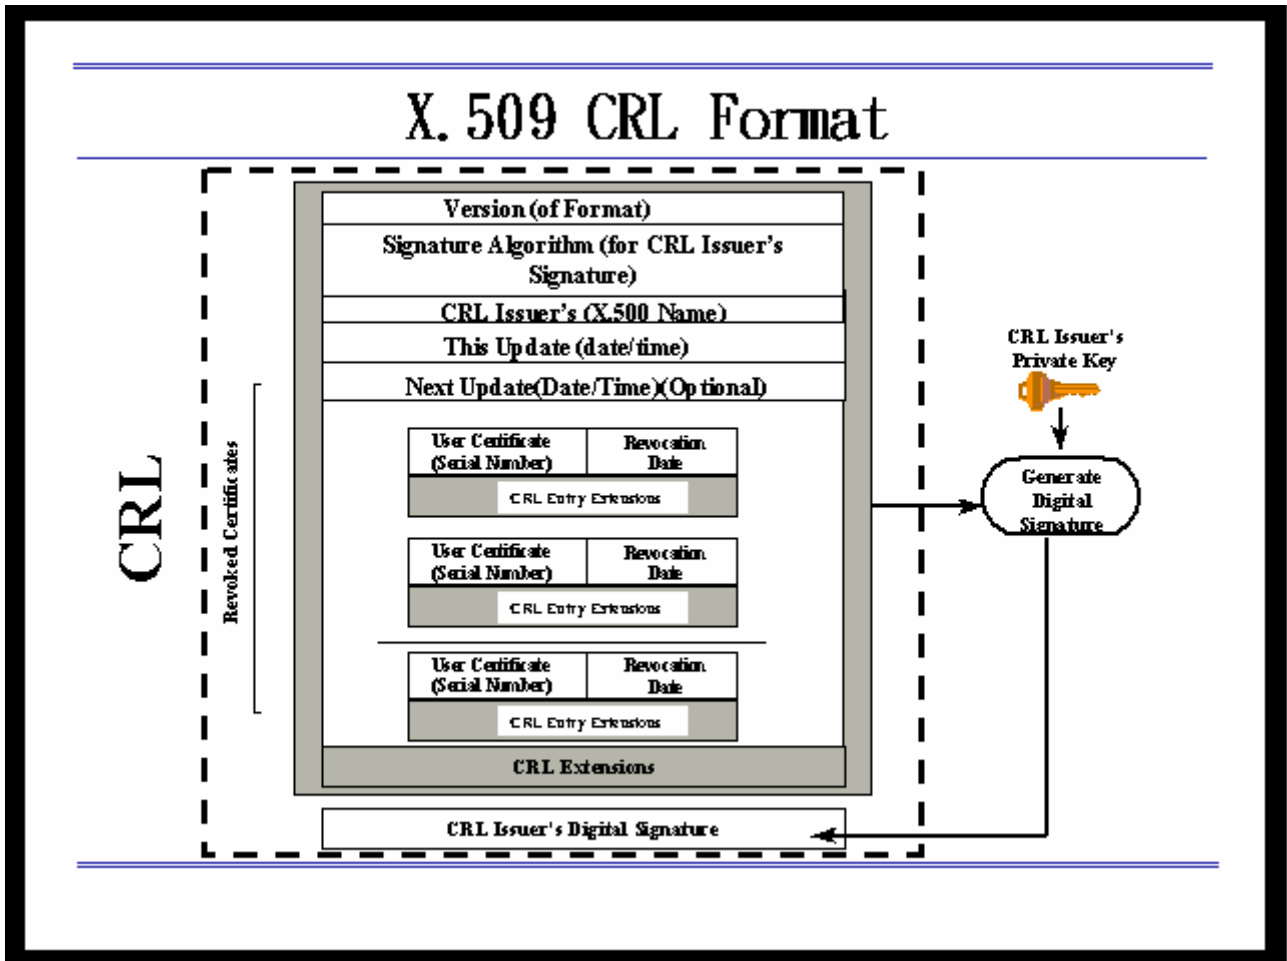 X.509 CRL Format
Version (of Format)
Signature Algorithm (for CRL Issuer's
Signature)
CRL Issuer's (X.500 Name)
This Update (date/time)
Next Update(Date/Time)(Optional)
CRL
Revoked Certificates
User Certificate
(Serial Number)
Revocation
Date
CRL Entry Extensions
User Certificate
(Serial Number)
Revocation
Date
CRL Entry Extensions
User Certificate
(Serial Number)
Revocation
Date
CRL Entry Extensions
CRL Extensions
CRL Issuer's Digital Signature
CRL Issuer's
Private Key
Generate
Digital
Signature